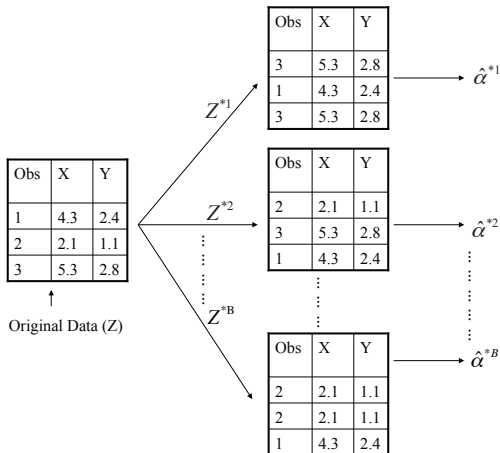 Obs X Y
3 5.3 2.8
1 4.3 2.4
3 5.3 2.8
Z*1
α̂*1
Obs X Y
1 4.3 2.4
2 2.1 1.1
3 5.3 2.8
Original Data (Z)
Z*2
Obs X Y
2 2.1 1.1
3 5.3 2.8
1 4.3 2.4
α̂*2
Z*B
Obs X Y
2 2.1 1.1
2 2.1 1.1
1 4.3 2.4
α̂*B